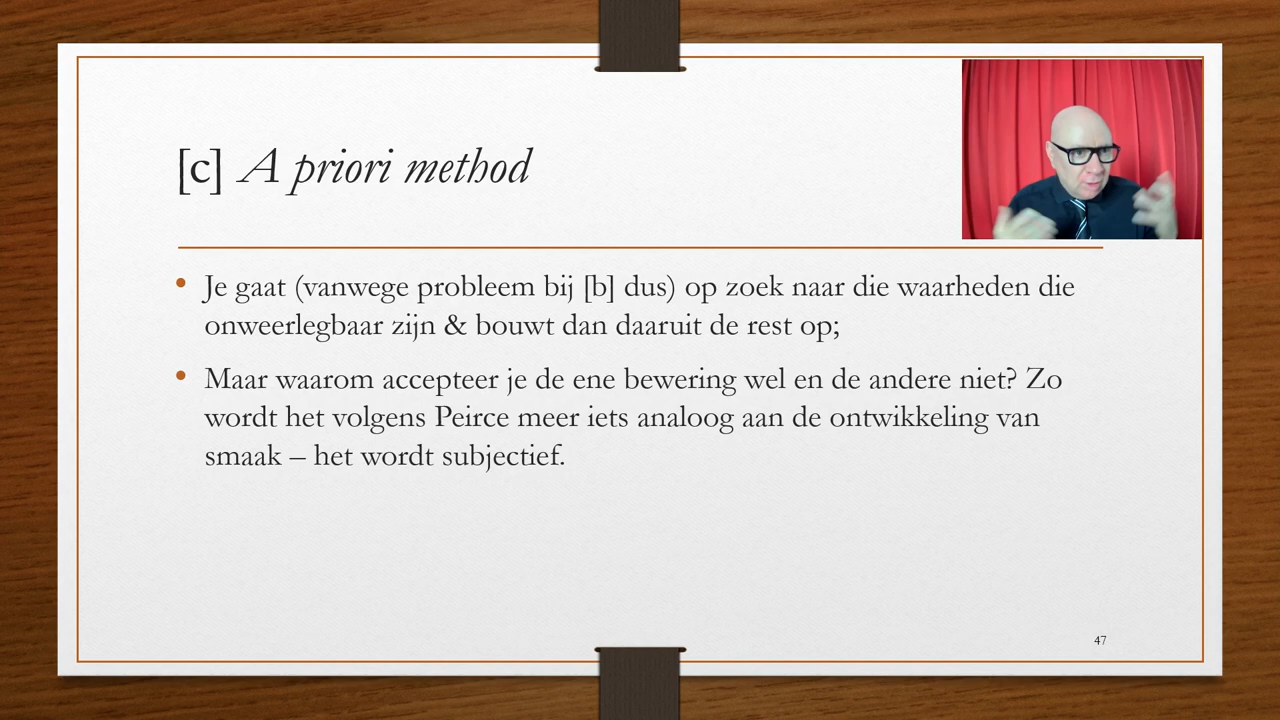 [c] A priori method
• Je gaat (vanwege probleem bij [b] dus) op zoek naar die waarheden die
onweerlegbaar zijn & bouwt dan daaruit de rest op;
• Maar waarom accepteer je de ene bewering wel en de andere niet? Zo
wordt het volgens Peirce meer iets analoog aan de ontwikkeling van
smaak – het wordt subjectief.
47